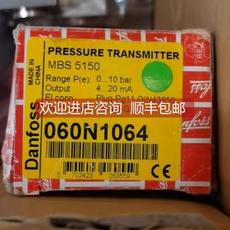 PRESSURE TRANSMITTER
MBS 5150
Range P(e) 0...10 bar
Output 4...20 mA
欢迎进店咨询 顺丰包邮
060N1064
Danfoss
MADE IN CHINA
Danfoss